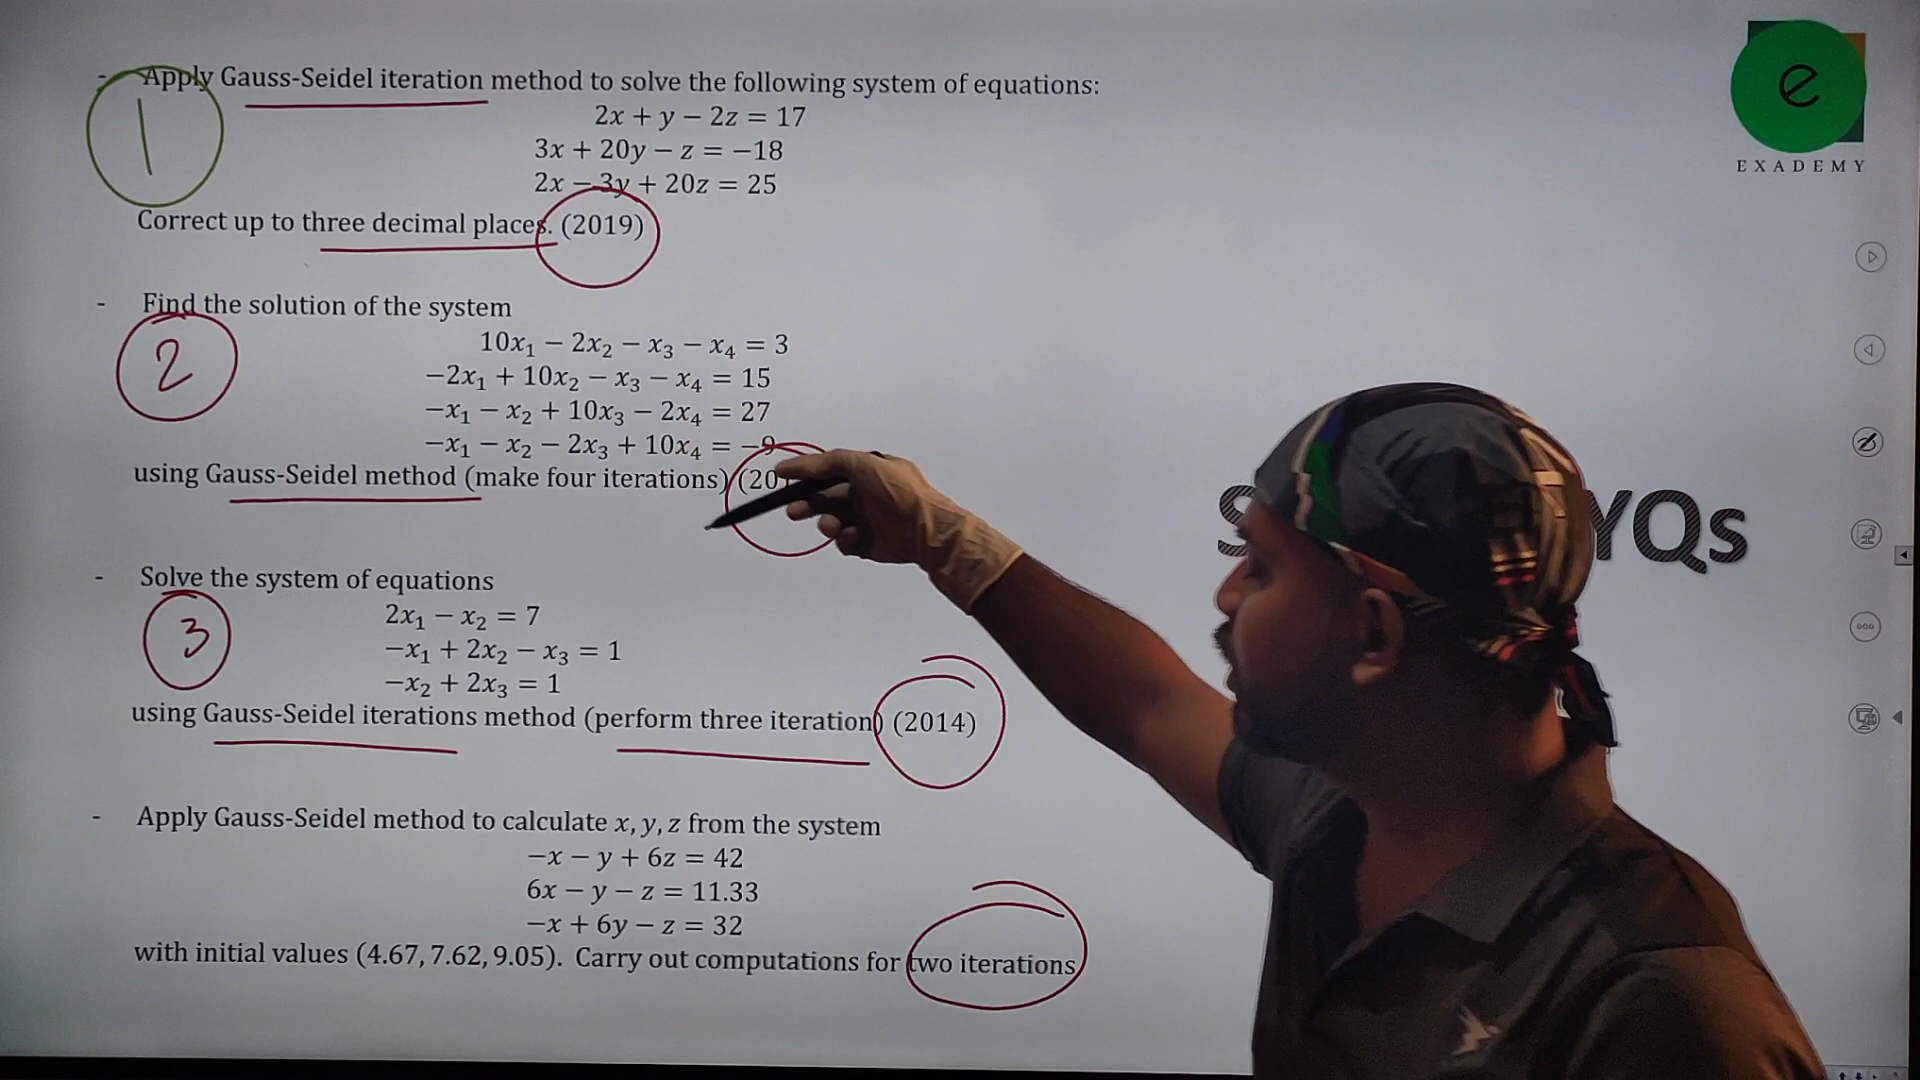 - Apply Gauss-Seidel iteration method to solve the following system of equations:
2x + y − 2z = 17
3x + 20y − z = −18
2x − 3y + 20z = 25
Correct up to three decimal places. (2019)
1
- Find the solution of the system
10x₁ − 2x₂ − x₃ − x₄ = 3
−2x₁ + 10x₂ − x₃ − x₄ = 15
−x₁ − x₂ + 10x₃ − 2x₄ = 27
−x₁ − x₂ − 2x₃ + 10x₄ = −9
using Gauss-Seidel method (make four iterations)
2
- Solve the system of equations
2x₁ − x₂ = 7
−x₁ + 2x₂ − x₃ = 1
−x₂ + 2x₃ = 1
using Gauss-Seidel iterations method (perform three iteration) (2014)
3
- Apply Gauss-Seidel method to calculate x, y, z from the system
−x − y + 6z = 42
6x − y − z = 11.33
−x + 6y − z = 32
with initial values (4.67, 7.62, 9.05). Carry out computations for two iterations
e
EXADEMY